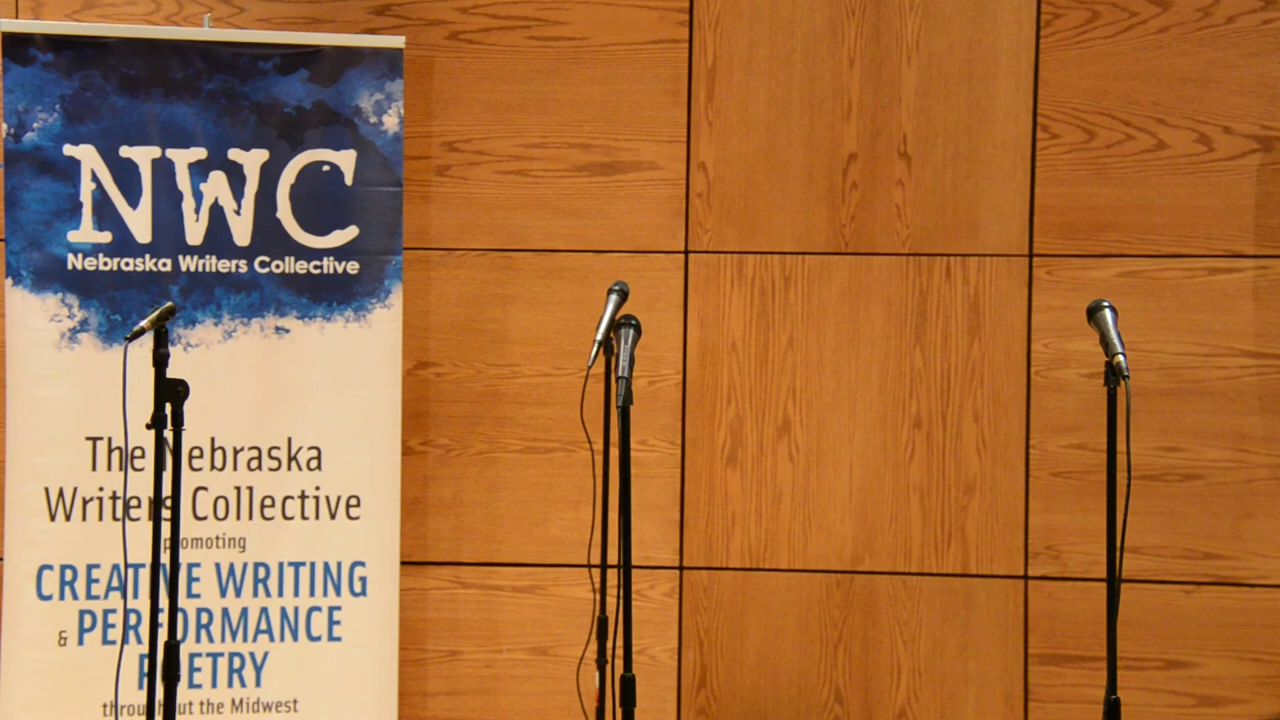 NWC
Nebraska Writers Collective
The Nebraska
Writers Collective
promoting
CREATIVE WRITING
& PERFORMANCE
POETRY
throughout the Midwest